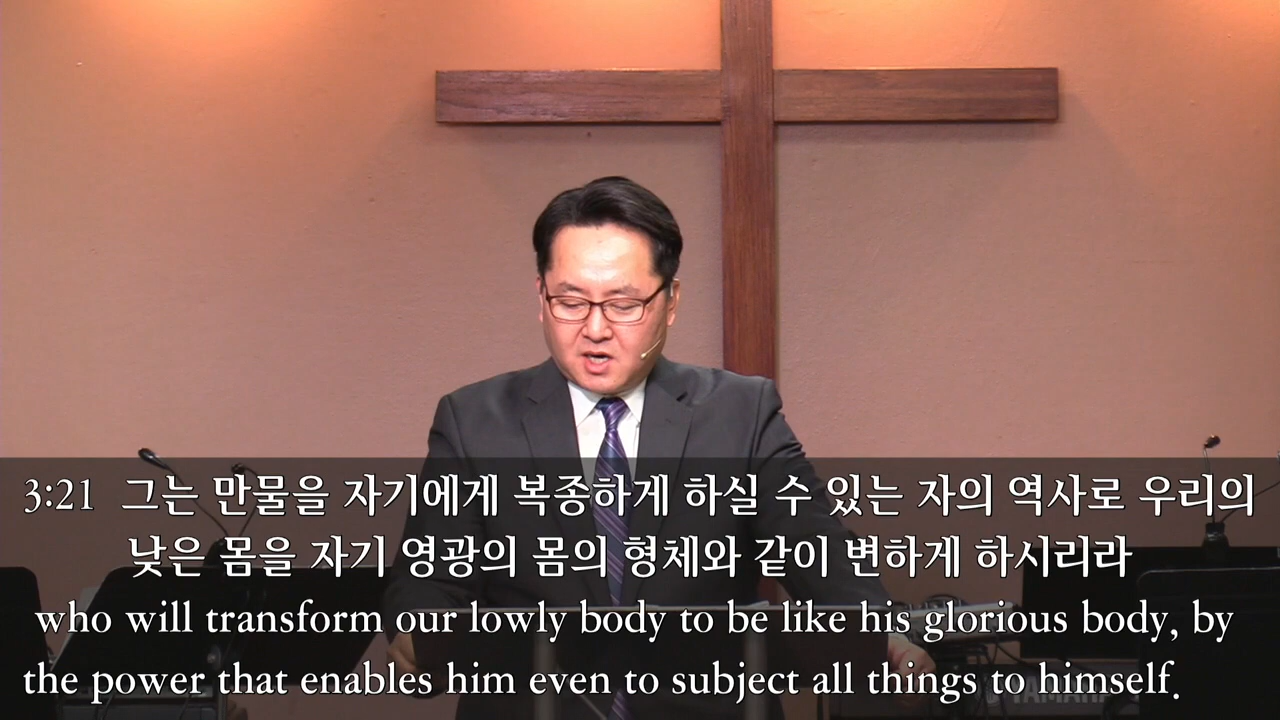 3:21 그는 만물을 자기에게 복종하게 하실 수 있는 자의 역사로 우리의
낮은 몸을 자기 영광의 몸의 형체와 같이 변하게 하시리라
who will transform our lowly body to be like his glorious body, by
the power that enables him even to subject all things to himself.
YAMAHA